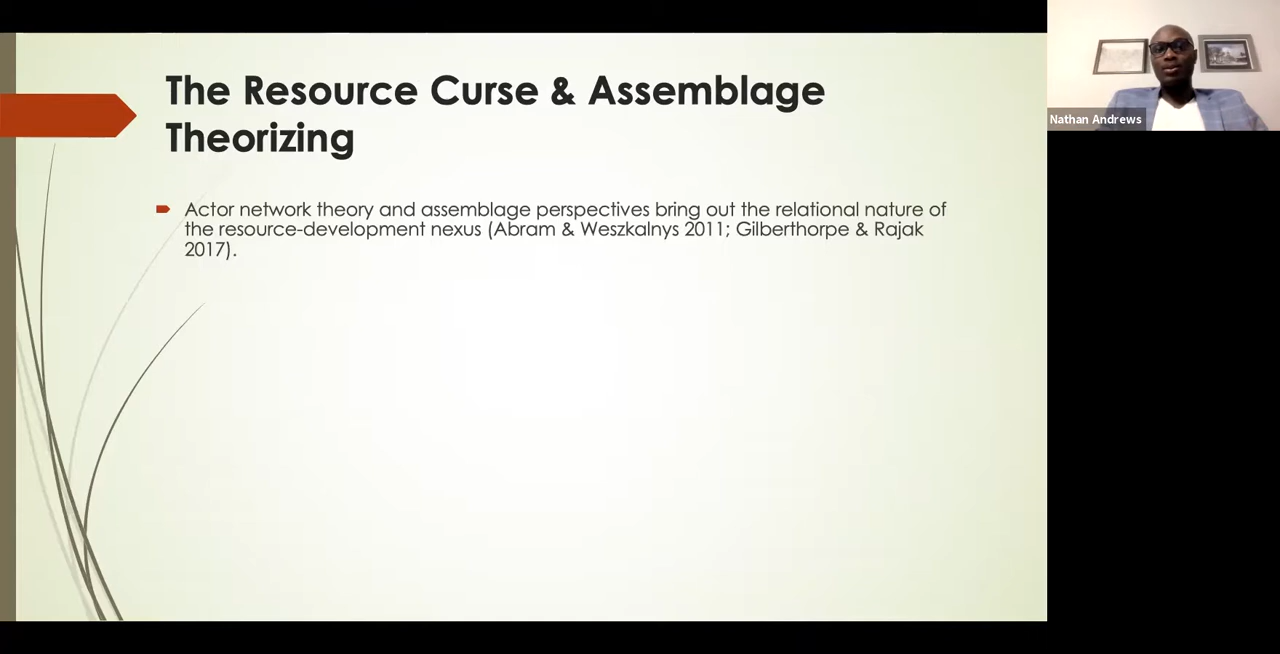 The Resource Curse & Assemblage
Theorizing
Actor network theory and assemblage perspectives bring out the relational nature of
the resource-development nexus (Abram & Weszkalnys 2011; Gilberthorpe & Rajak
2017).
Nathan Andrews